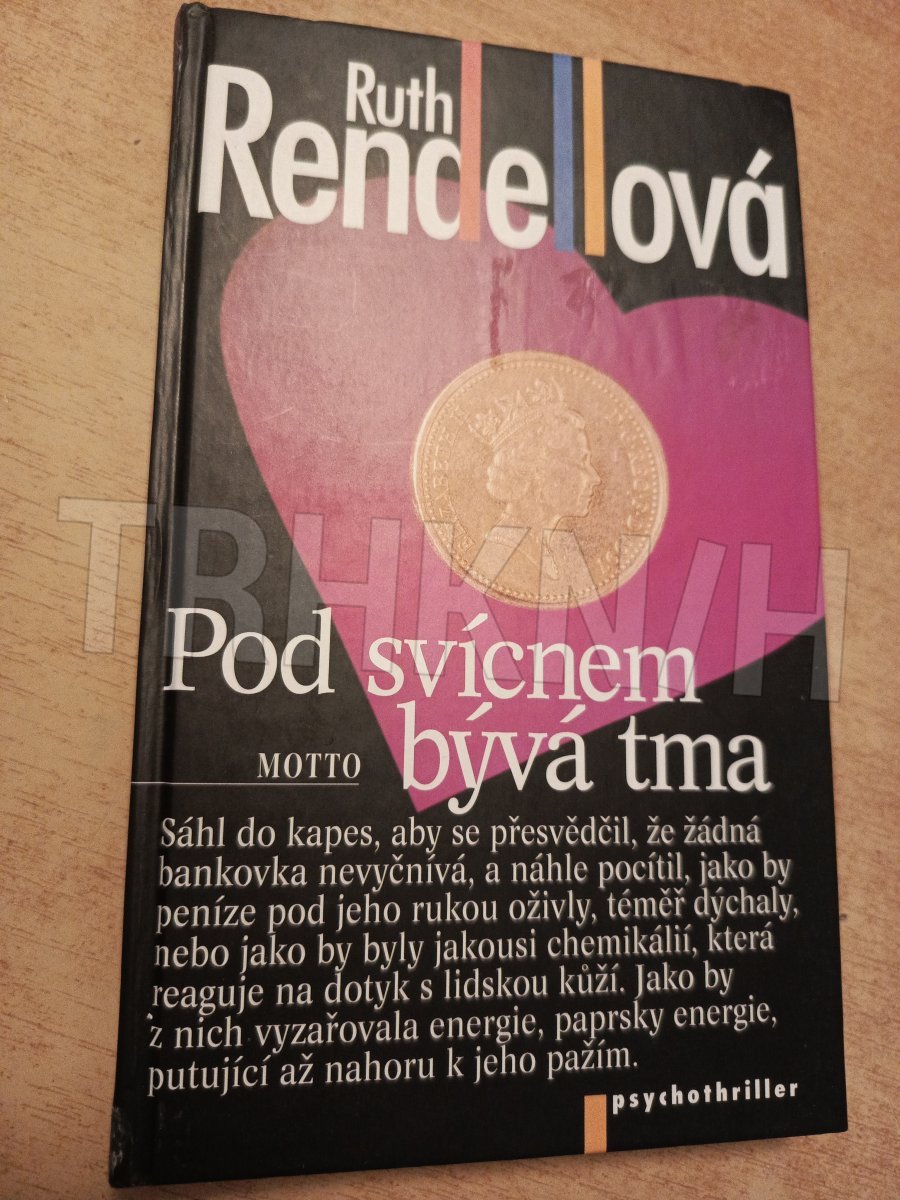 Ruth
Rendellová
TBHKN/H
Pod svícnem
bývá tma
MOTTO
Sáhl do kapes, aby se přesvědčil, že žádná
bankovka nevyčnívá, a náhle pocítil, jako by
peníze pod jeho rukou oživly, téměř dýchaly,
nebo jako by byly jakousi chemikálií, která
reaguje na dotyk s lidskou kůží. Jako by
z nich vyzařovala energie, paprsky energie,
putující až nahoru k jeho pažím.
psychothriller